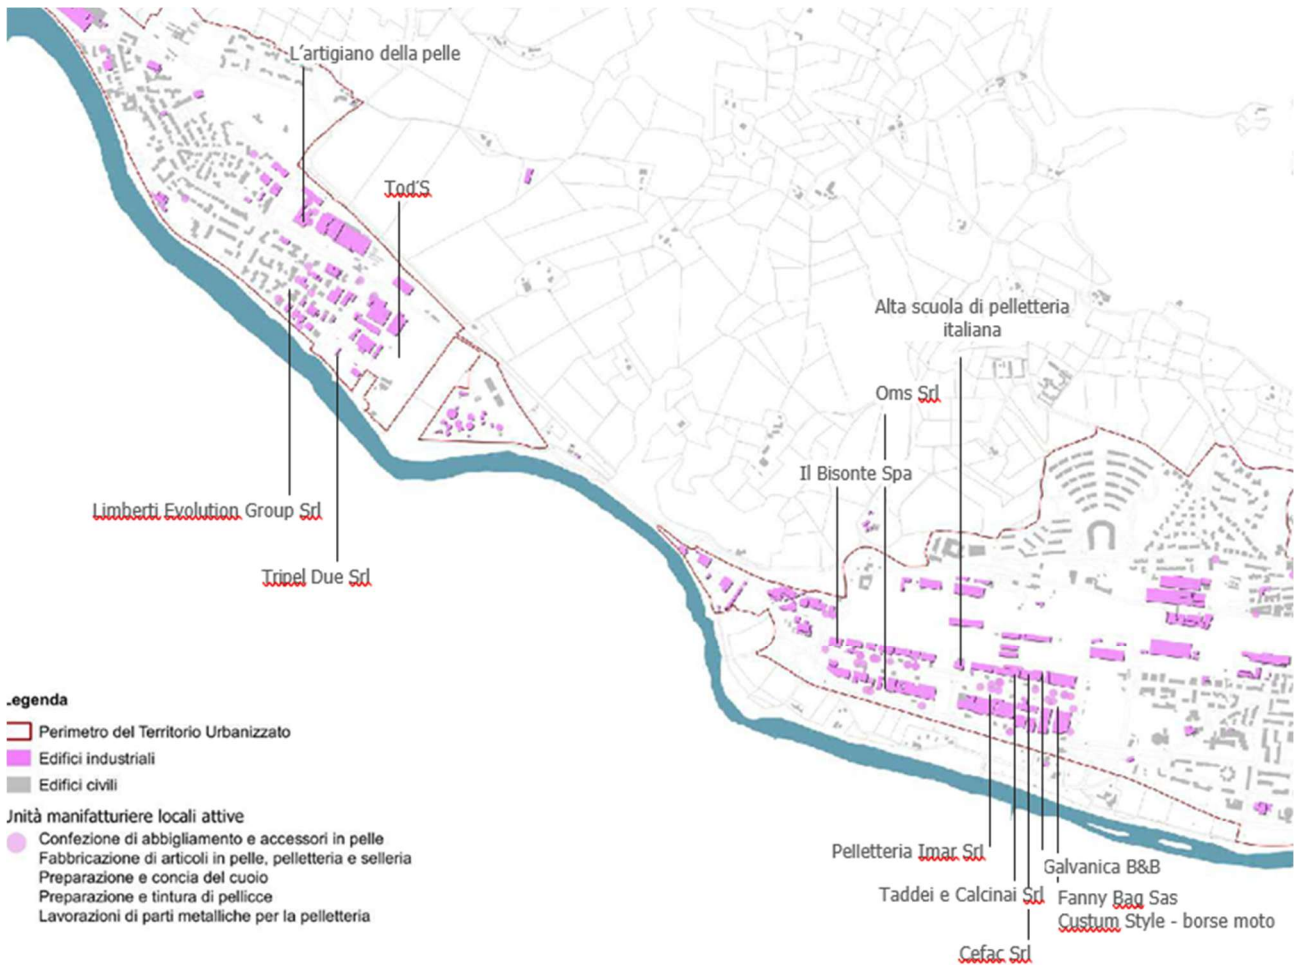 L'artigiano della pelle
Tod'S
Alta scuola di pelletteria
italiana
Oms Srl
Il Bisonte Spa
Limberti Evolution Group Srl
Tripel Due Srl
Legenda
Perimetro del Territorio Urbanizzato
Edifici industriali
Edifici civili
Unità manifatturiere locali attive
Confezione di abbigliamento e accessori in pelle
Fabbricazione di articoli in pelle, pelletteria e selleria
Preparazione e concia del cuoio
Preparazione e tintura di pellicce
Lavorazioni di parti metalliche per la pelletteria
Pelletteria Imar Srl
Galvanica B&B
Taddei e Calcinai Srl
Fanny Bag Sas
Custum Style - borse moto
Cefac Srl